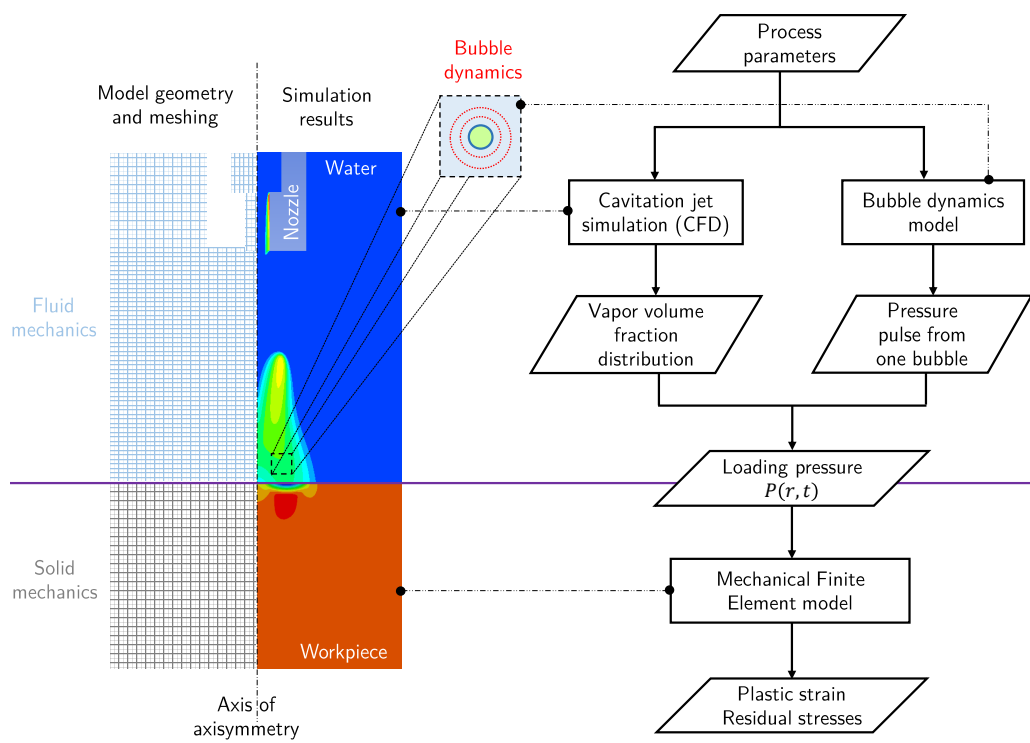 Process
parameters
Bubble
dynamics
Model geometry
and meshing
Simulation
results
Water
Nozzle
Cavitation jet
simulation (CFD)
Bubble dynamics
model
Fluid
mechanics
Vapor volume
fraction
distribution
Pressure
pulse from
one bubble
Loading pressure
P(r,t)
Solid
mechanics
Mechanical Finite
Element model
Workpiece
Axis of
axisymmetry
Plastic strain
Residual stresses